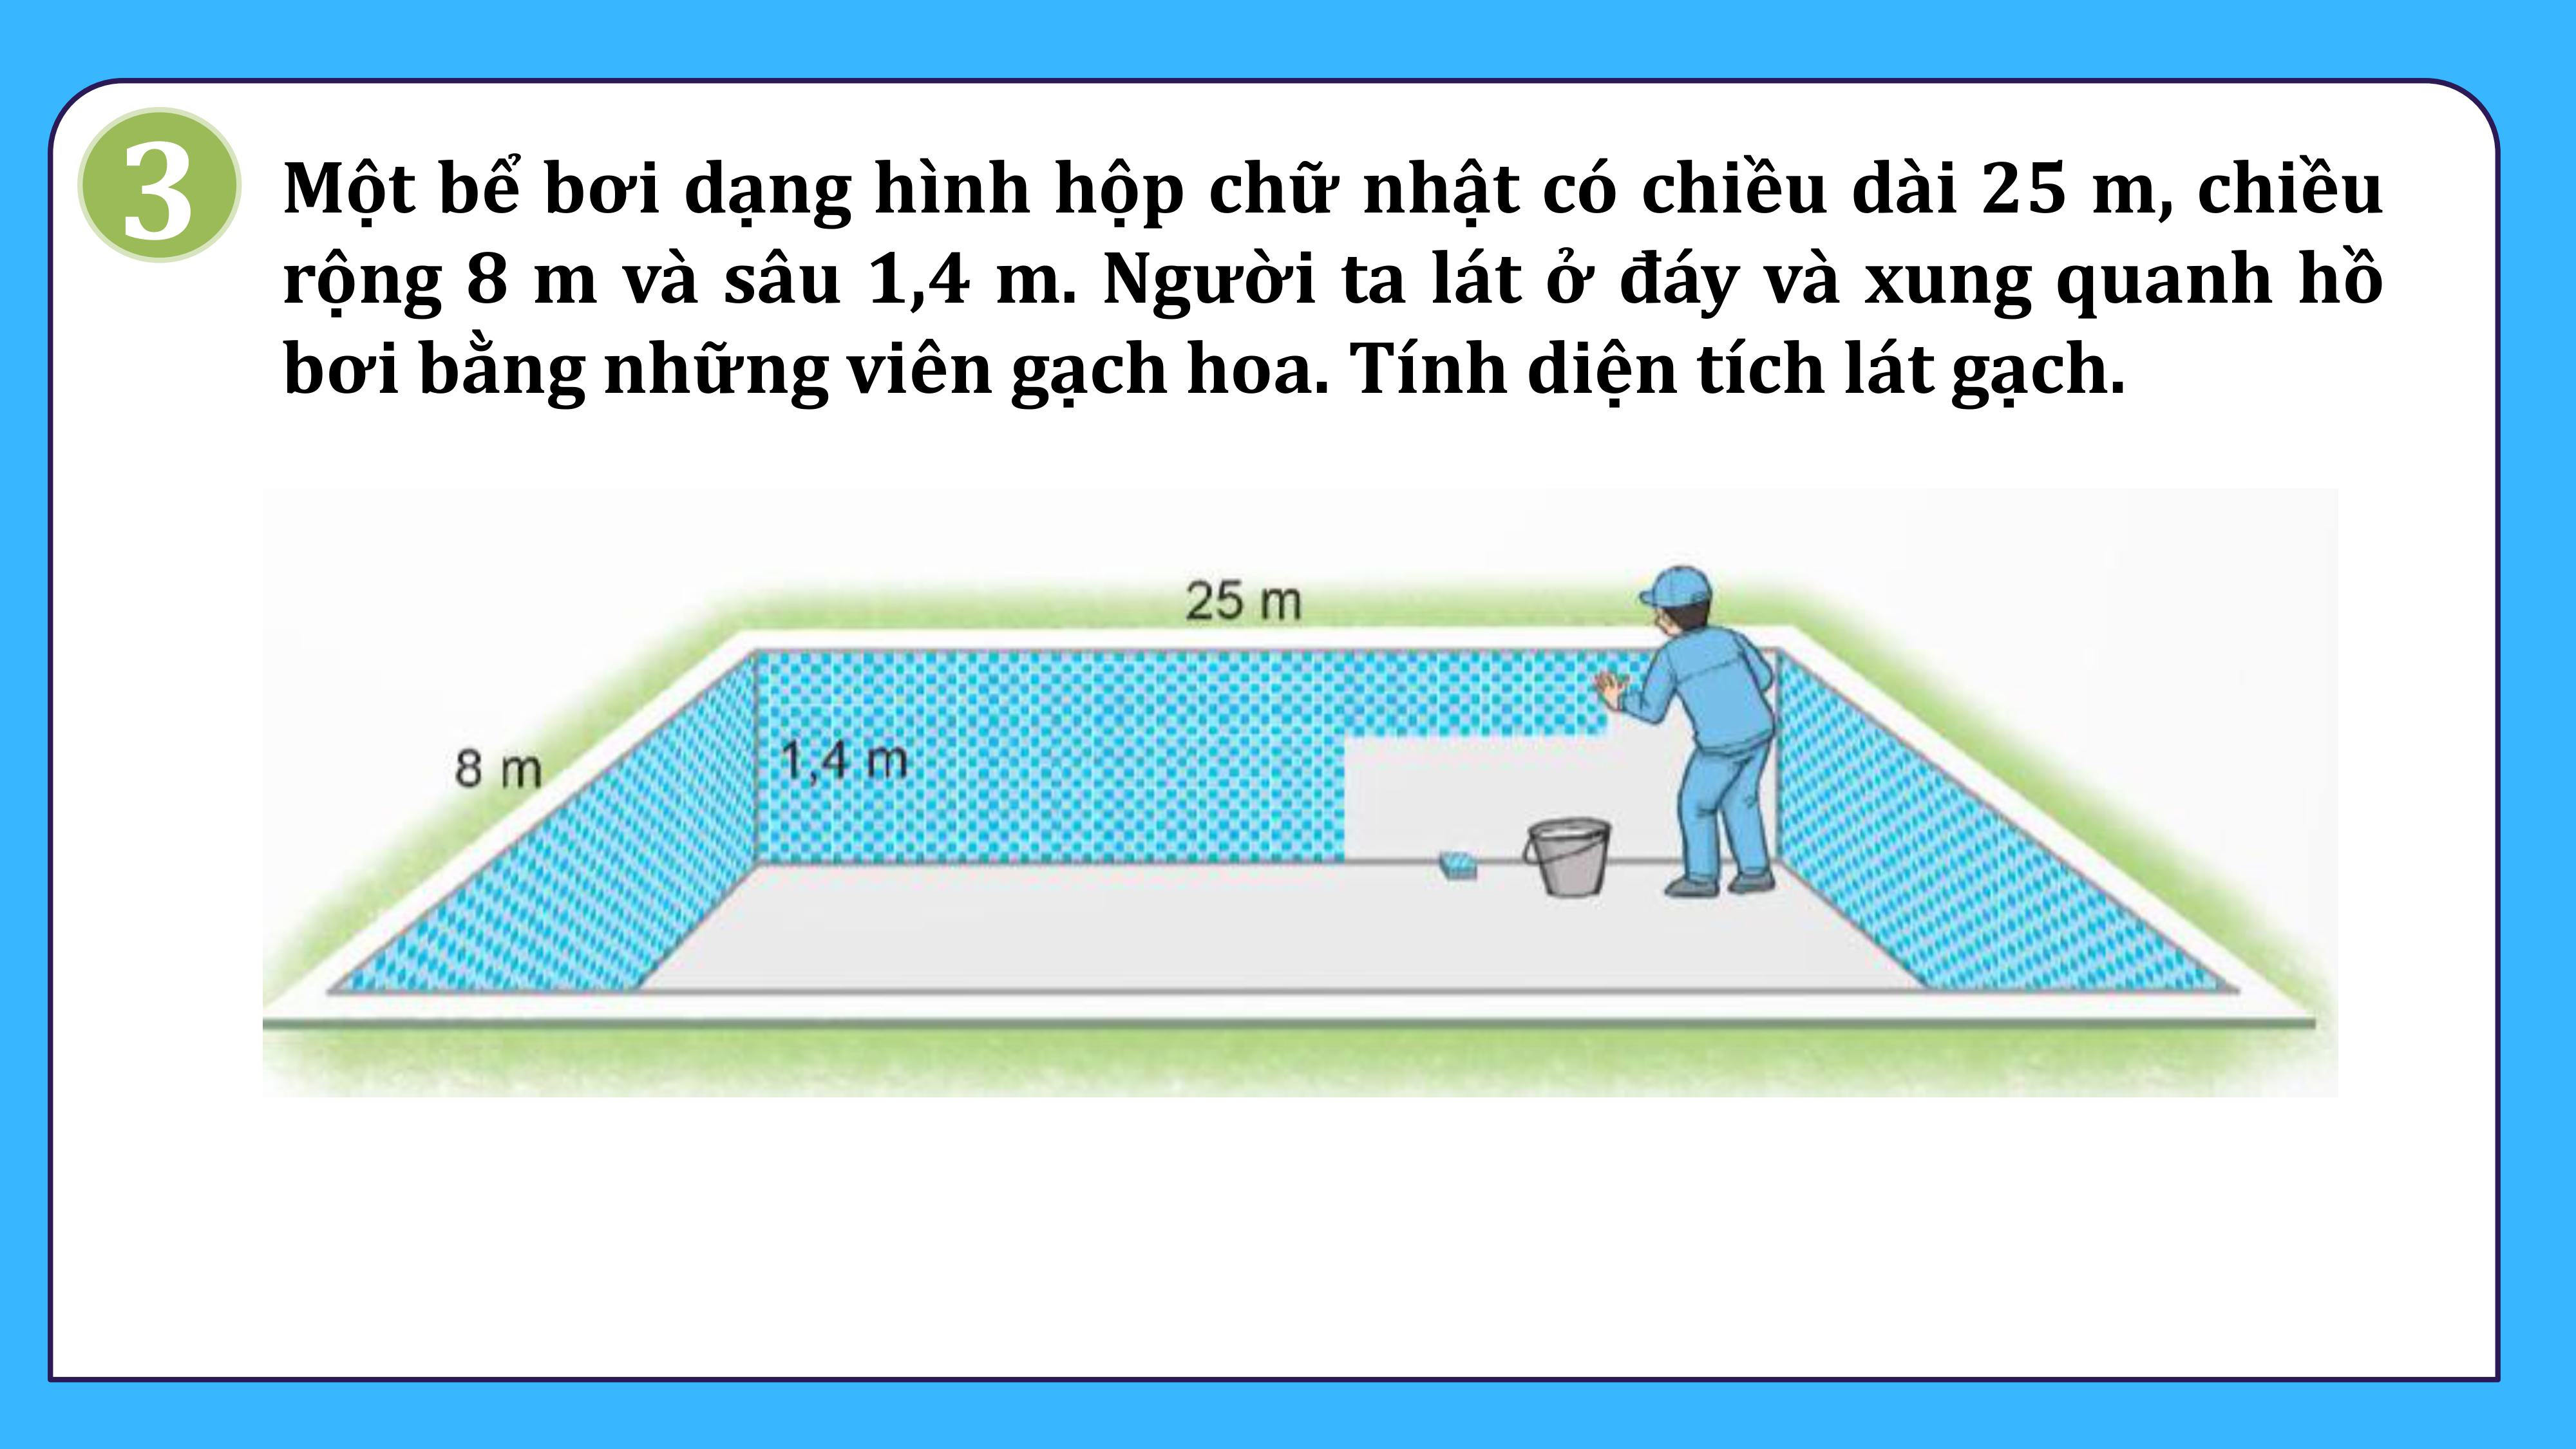 3
Một bể bơi dạng hình hộp chữ nhật có chiều dài 25 m, chiều
rộng 8 m và sâu 1,4 m. Người ta lát ở đáy và xung quanh hồ
bơi bằng những viên gạch hoa. Tính diện tích lát gạch.
25 m
8 m
1,4 m